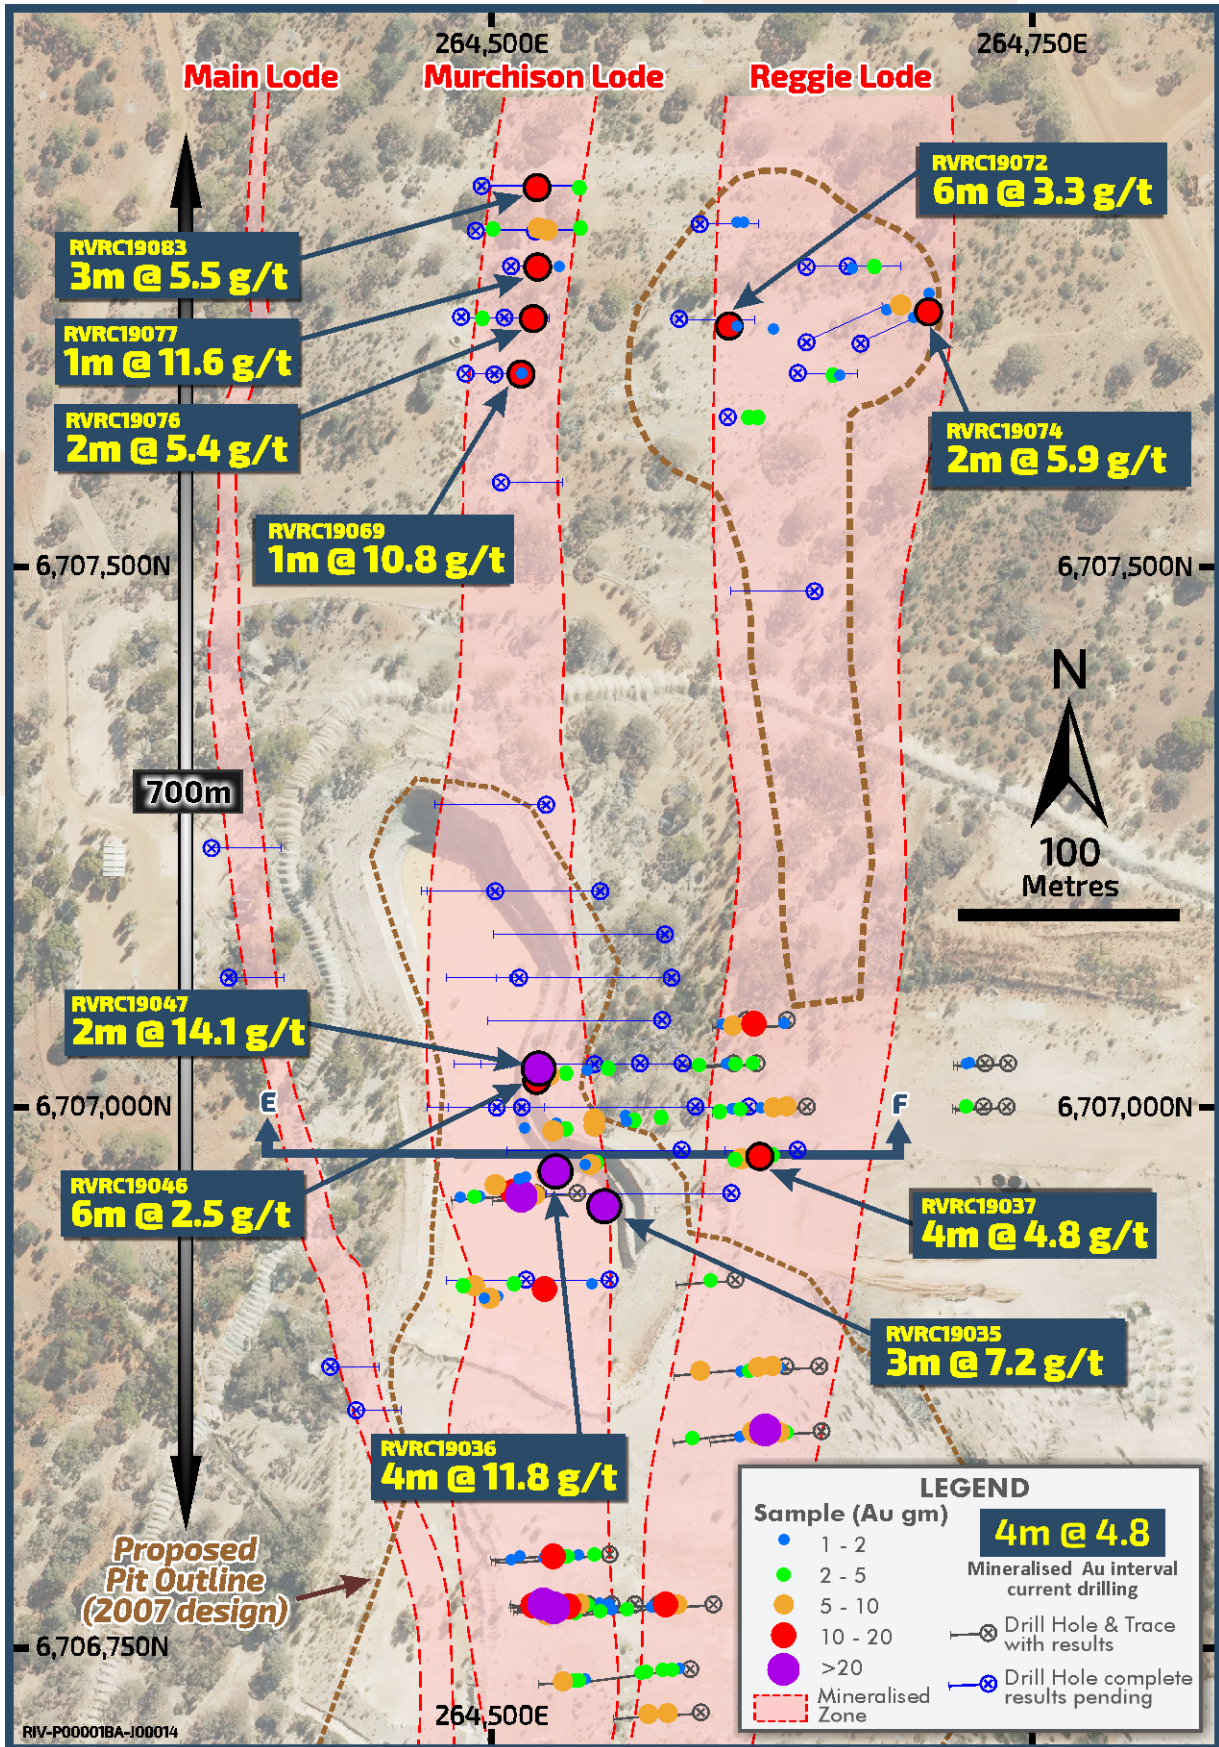 264,500E
264,750E
Main Lode
Murchison Lode
Reggie Lode
RVRC19072
6m @ 3.3 g/t
RVRC19083
3m @ 5.5 g/t
RVRC19077
1m @ 11.6 g/t
RVRC19076
2m @ 5.4 g/t
RVRC19074
2m @ 5.9 g/t
RVRC19069
1m @ 10.8 g/t
6,707,500N
6,707,500N
N
700m
100
Metres
RVRC19047
2m @ 14.1 g/t
6,707,000N
E
F
6,707,000N
RVRC19046
6m @ 2.5 g/t
RVRC19037
4m @ 4.8 g/t
RVRC19035
3m @ 7.2 g/t
RVRC19036
4m @ 11.8 g/t
Proposed
Pit Outline
(2007 design)
6,706,750N
264,500E
RIV-P00001BA-J00014
LEGEND
Sample (Au gm)
1 - 2
2 - 5
5 - 10
10 - 20
>20
Mineralised
Zone
4m @ 4.8
Mineralised Au interval
current drilling
Drill Hole & Trace
with results
Drill Hole complete
results pending